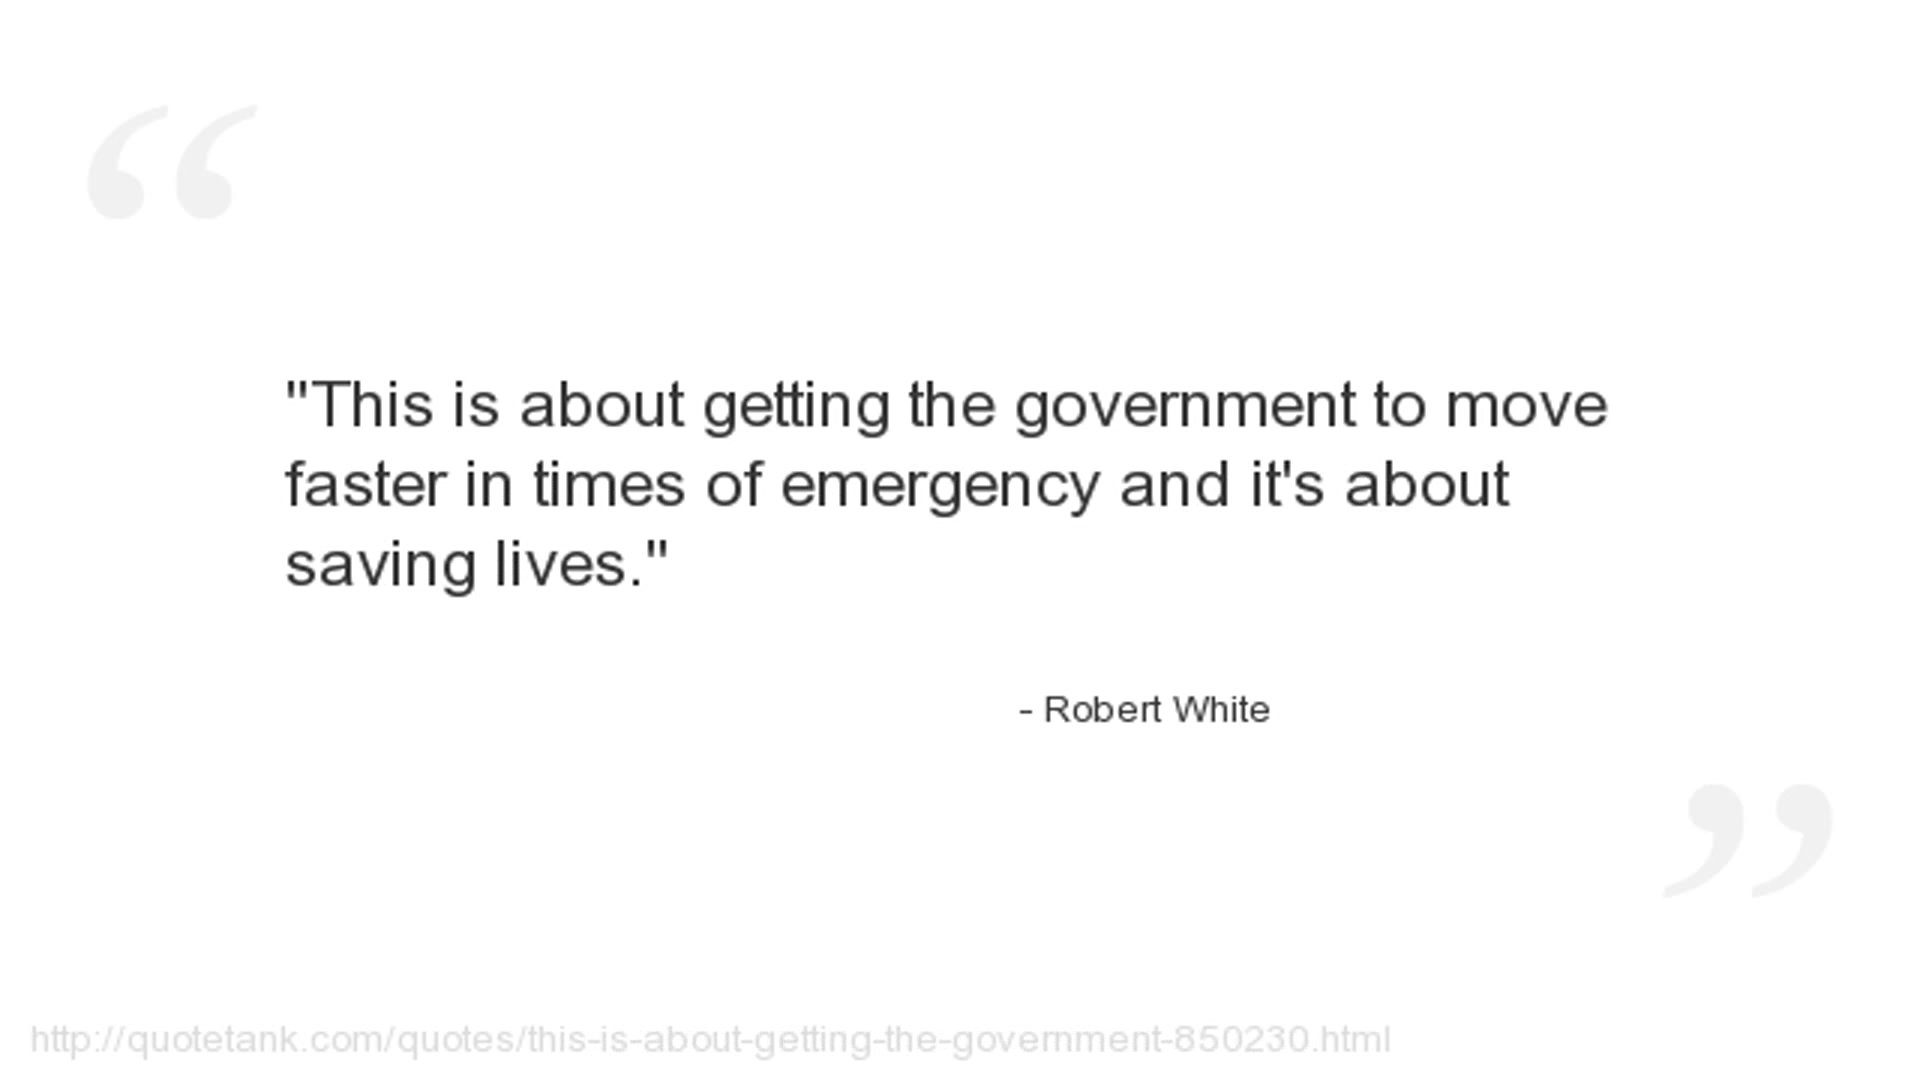 "This is about getting the government to move
faster in times of emergency and it's about
saving lives."
- Robert White
http://quotetank.com/quotes/this-is-about-getting-the-government-850230.html